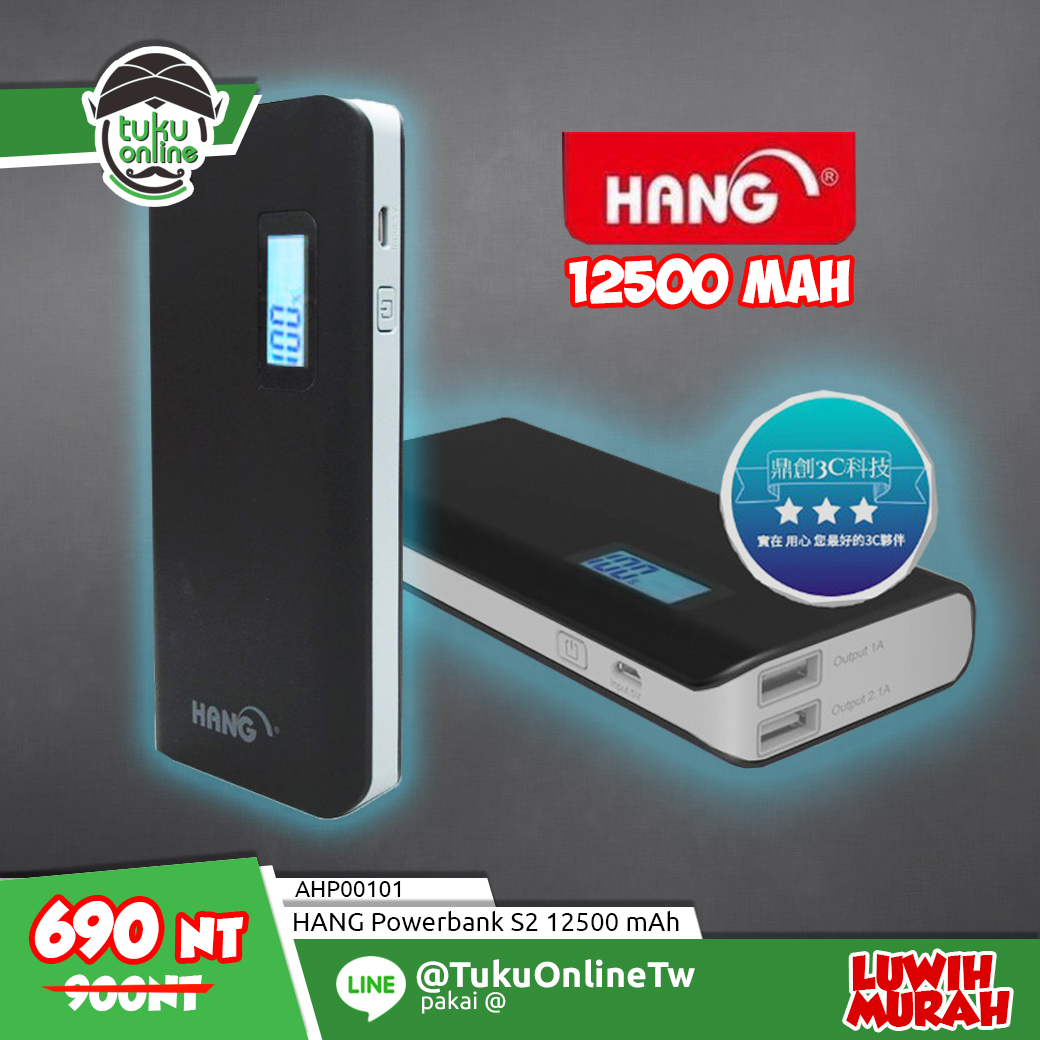 tuku
online
HANG®
12500 MAH
100%
鼎創3C科技
實在 用心 您最好的3C夥伴
100%
Output 1A
Input 5V
Output 2.1A
HANG®
AHP00101
690 NT
HANG Powerbank S2 12500 mAh
900NT
LINE
@TukuOnlineTw
pakai @
LUWIH
MURAH